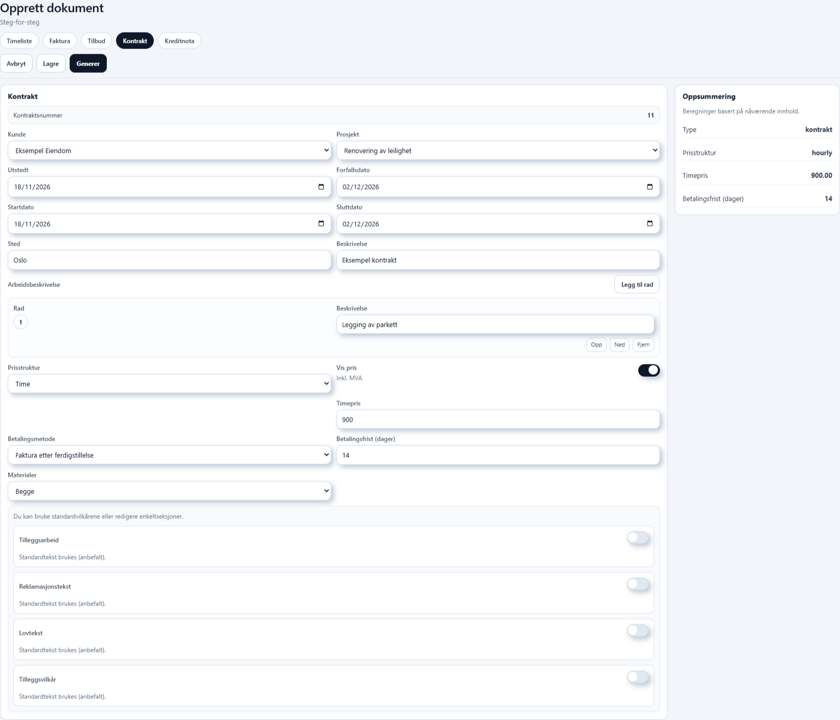 Opprett dokument
Steg-for-steg
Timeliste Faktura Tilbud Kontrakt Kreditnota
Avbryt Lagre Generer
Kontrakt
Kontraktsnummer 11
Kunde Prosjekt
Eksempel Eiendom Renovering av leilighet
Utstedt Forfallsdato
18/11/2026 02/12/2026
Startdato Sluttdato
18/11/2026 02/12/2026
Sted Beskrivelse
Oslo Eksempel kontrakt
Arbeidsbeskrivelse Legg til rad
Rad Beskrivelse
1 Legging av parkett
Opp Ned Fjern
Prisstruktur Vis pris
Inkl. MVA
Time
Timepris
900
Betalingsmetode Betalingsfrist (dager)
Faktura etter ferdigstillelse 14
Materialer
Begge
Du kan bruke standardvilkårene eller redigere enkeltseksjoner.
Tilleggsarbeid
Standardtekst brukes (anbefalt).
Reklamasjonstekst
Standardtekst brukes (anbefalt).
Lovtekst
Standardtekst brukes (anbefalt).
Tilleggsvilkår
Standardtekst brukes (anbefalt).
Oppsummering
Beregninger basert på nåværende innhold.
Type kontrakt
Prisstruktur hourly
Timepris 900.00
Betalingsfrist (dager) 14